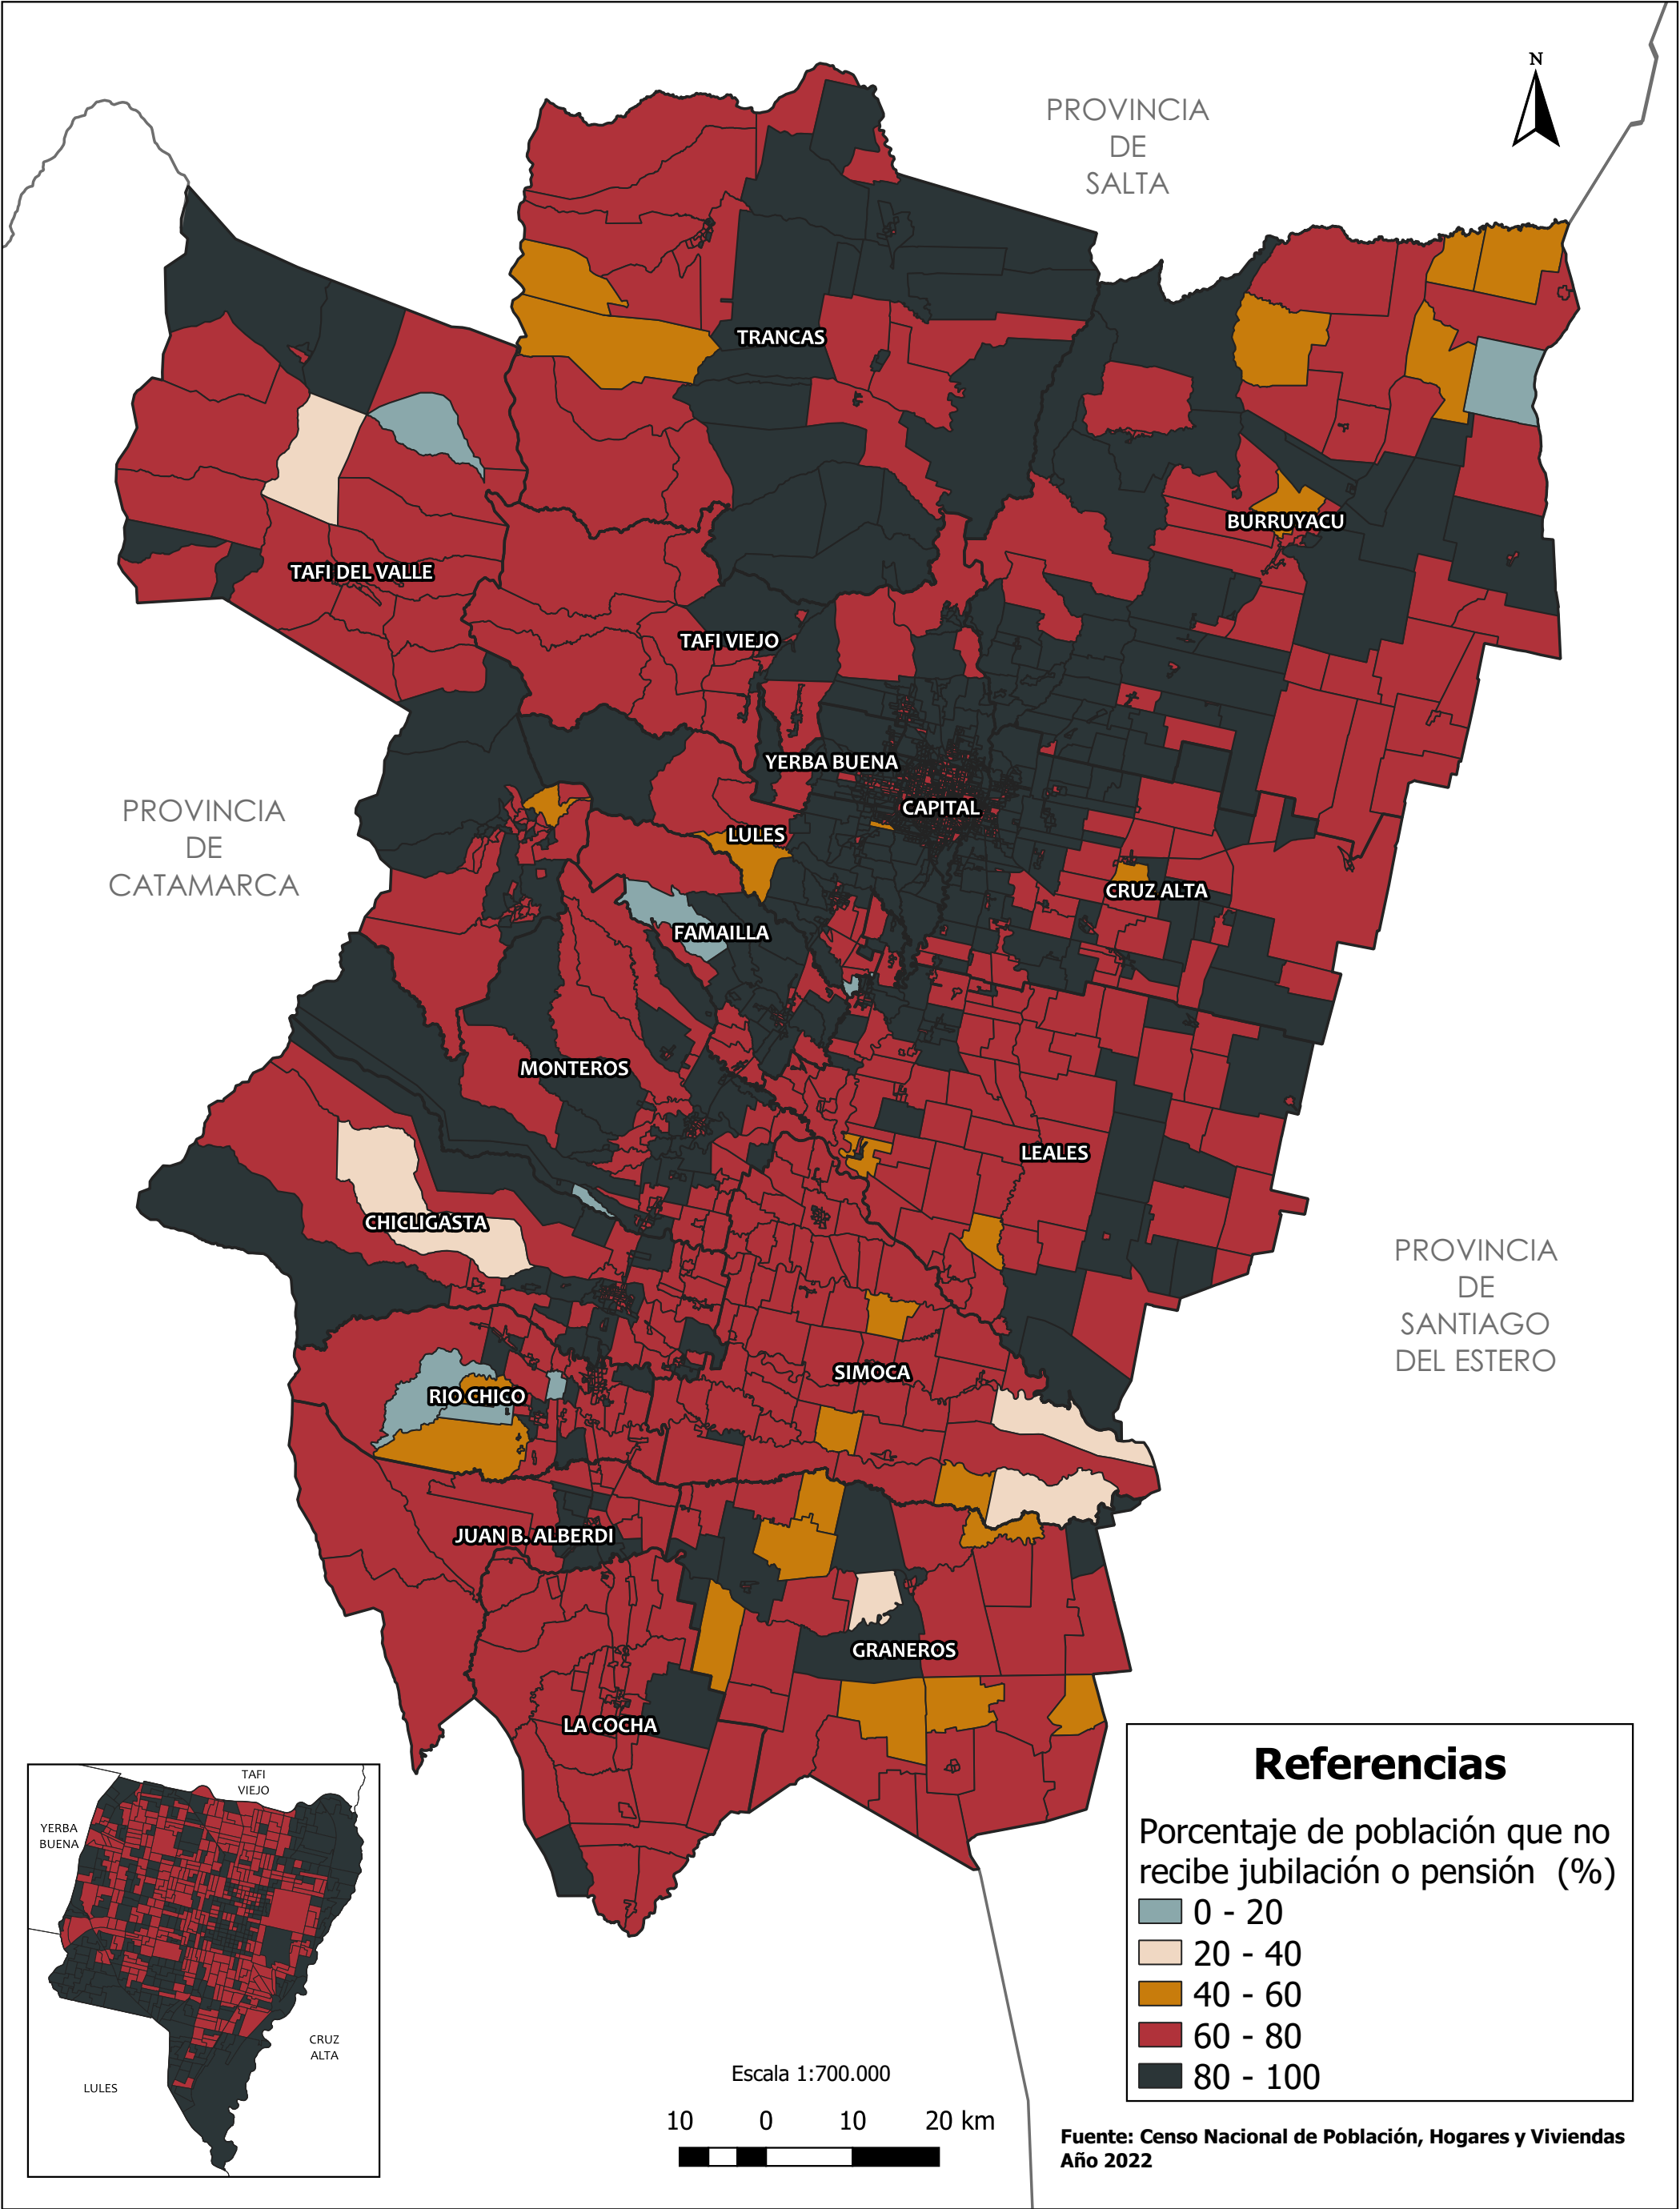 N
PROVINCIA
DE
SALTA
TRANCAS
BURRUYACU
TAFI DEL VALLE
TAFI VIEJO
YERBA BUENA
CAPITAL
PROVINCIA
DE
CATAMARCA
LULES
CRUZ ALTA
FAMAILLA
MONTEROS
LEALES
CHICLIGASTA
PROVINCIA
DE
SANTIAGO
DEL ESTERO
SIMOCA
RIO CHICO
JUAN B. ALBERDI
GRANEROS
LA COCHA
TAFI
VIEJO
YERBA
BUENA
CRUZ
ALTA
LULES
Referencias
Porcentaje de población que no
recibe jubilación o pensión (%)
0 - 20
20 - 40
40 - 60
60 - 80
80 - 100
Escala 1:700.000
10 0 10 20 km
Fuente: Censo Nacional de Población, Hogares y Viviendas
Año 2022